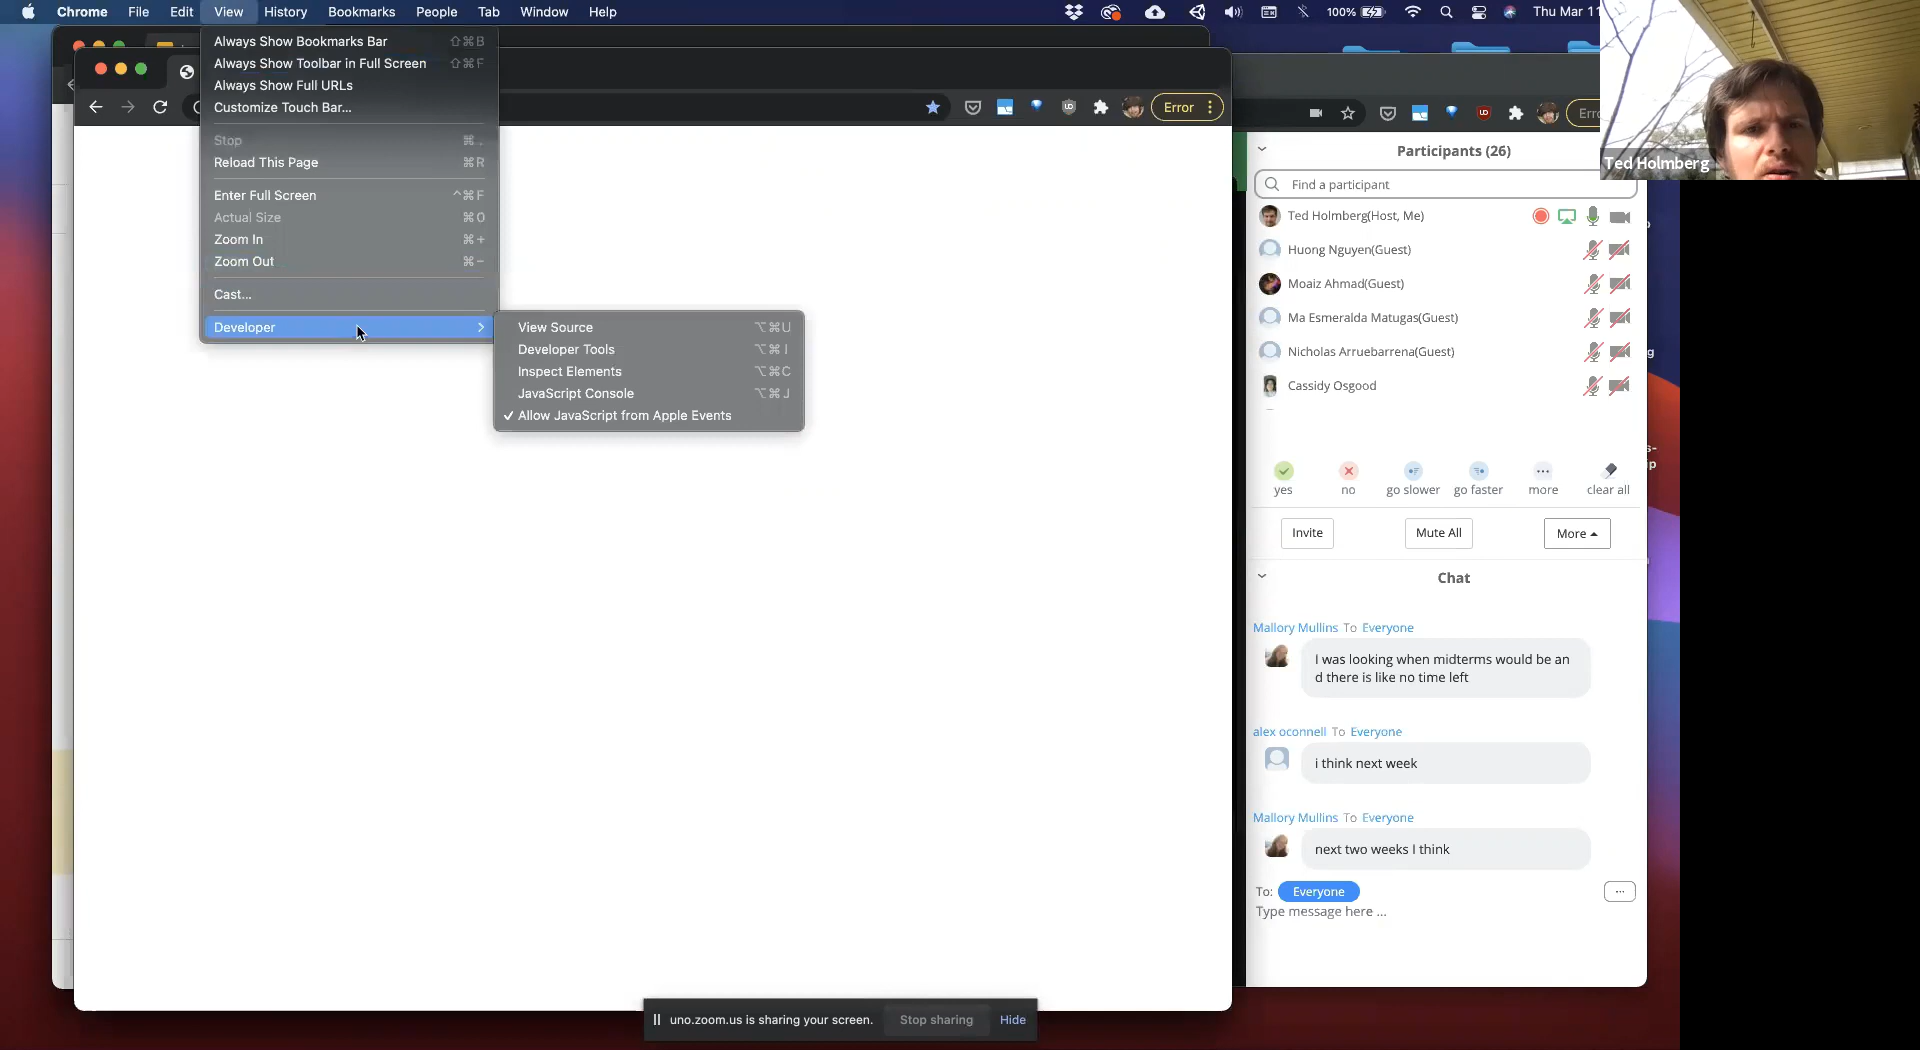 Chrome File Edit View History Bookmarks People Tab Window Help
100% Thu Mar 11
Always Show Bookmarks Bar ⇧⌘B
Always Show Toolbar in Full Screen ⇧⌘F
Always Show Full URLs
Customize Touch Bar...
Stop ⌘.
Reload This Page ⌘R
Enter Full Screen ^⌘F
Actual Size ⌘0
Zoom In ⌘+
Zoom Out ⌘−
Cast...
Developer
View Source ⌥⌘U
Developer Tools ⌥⌘I
Inspect Elements ⌥⌘C
JavaScript Console ⌥⌘J
✓ Allow JavaScript from Apple Events
Error
Ted Holmberg
Participants (26)
Find a participant
Ted Holmberg(Host, Me)
Huong Nguyen(Guest)
Moaiz Ahmad(Guest)
Ma Esmeralda Matugas(Guest)
Nicholas Arruebarrena(Guest)
Cassidy Osgood
yes no go slower go faster more clear all
Invite Mute All More
Chat
Mallory Mullins To Everyone
I was looking when midterms would be an
d there is like no time left
alex oconnell To Everyone
i think next week
Mallory Mullins To Everyone
next two weeks I think
To: Everyone
Type message here ...
uno.zoom.us is sharing your screen. Stop sharing Hide